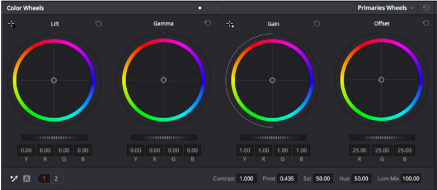 Color Wheels Primaries Wheels
Lift Gamma Gain Offset
0.00 0.00 0.00 0.00 0.00 0.00 0.00 0.00 1.00 1.00 1.00 1.00 25.00 25.00 25.00
Y R G B Y R G B Y R G B R G B
A 1 2 Contrast 1.000 Pivot 0.435 Sat 50.00 Hue 50.00 Lum Mix 100.00